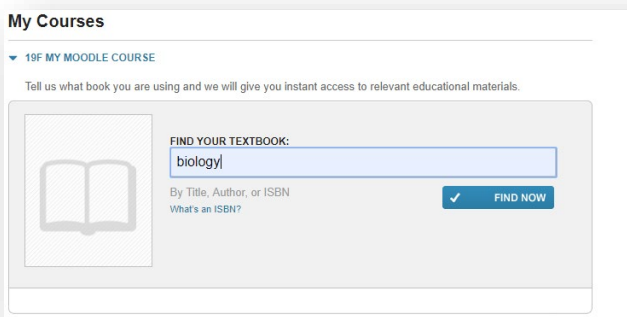 My Courses
19F MY MOODLE COURSE
Tell us what book you are using and we will give you instant access to relevant educational materials.
FIND YOUR TEXTBOOK:
biology
By Title, Author, or ISBN
What's an ISBN?
FIND NOW